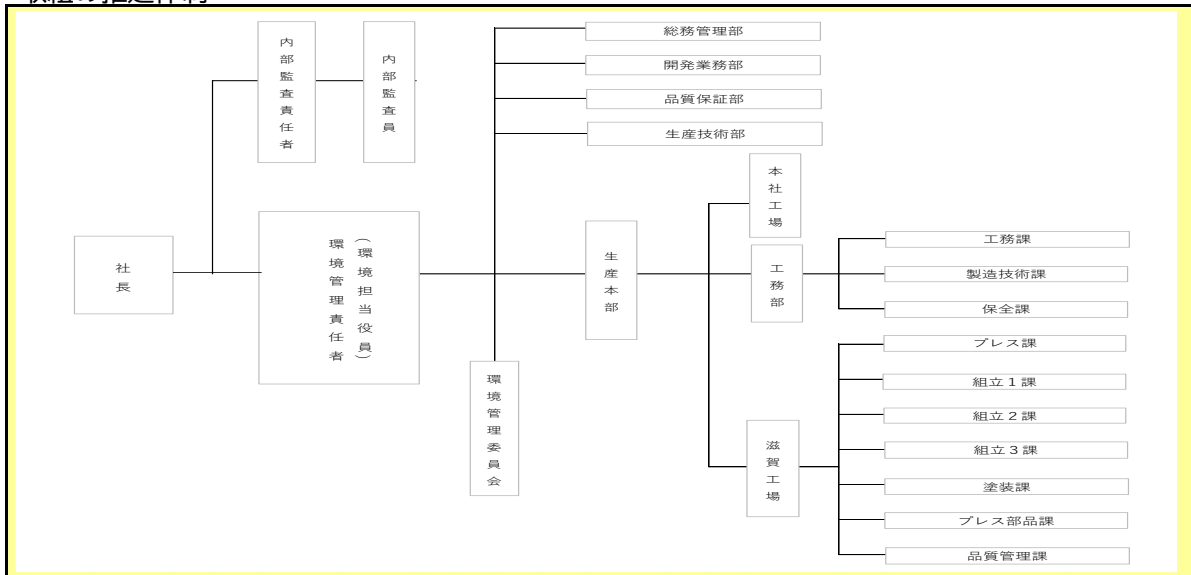 総務管理部
開発業務部
品質保証部
生産技術部
内部監査責任者
内部監査員
本社工場
社長
環境管理責任者
(環境担当役員)
生産本部
工務部
工務課
製造技術課
保全課
環境管理委員会
滋賀工場
プレス課
組立1課
組立2課
組立3課
塗装課
プレス部品課
品質管理課